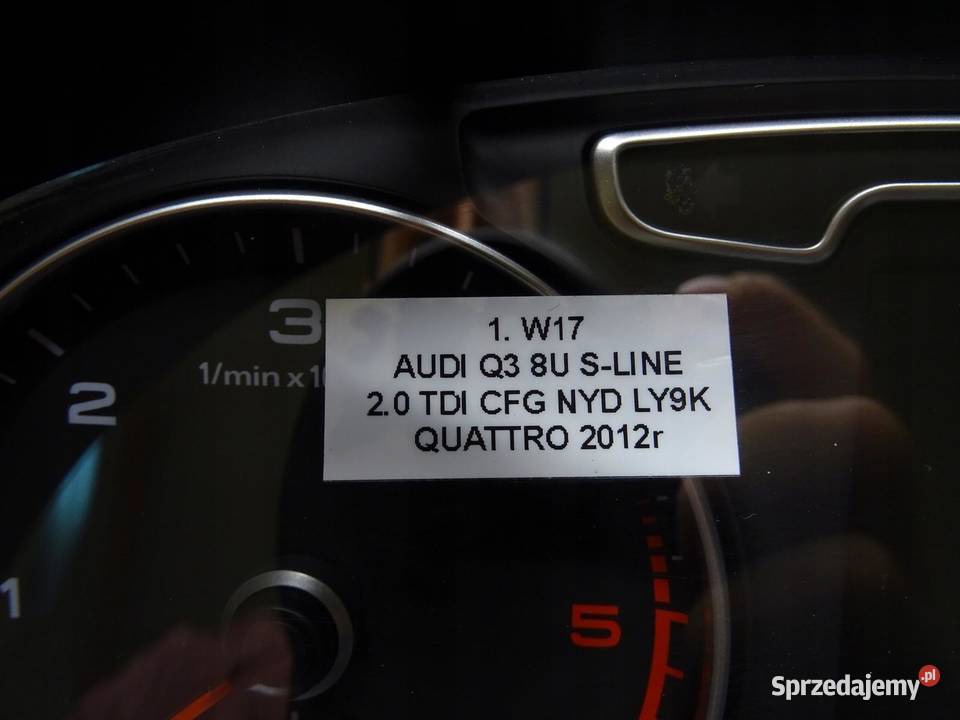 3
1/min x
2
1
5
1. W17
AUDI Q3 8U S-LINE
2.0 TDI CFG NYD LY9K
QUATTRO 2012r
Sprzedajemy.pl